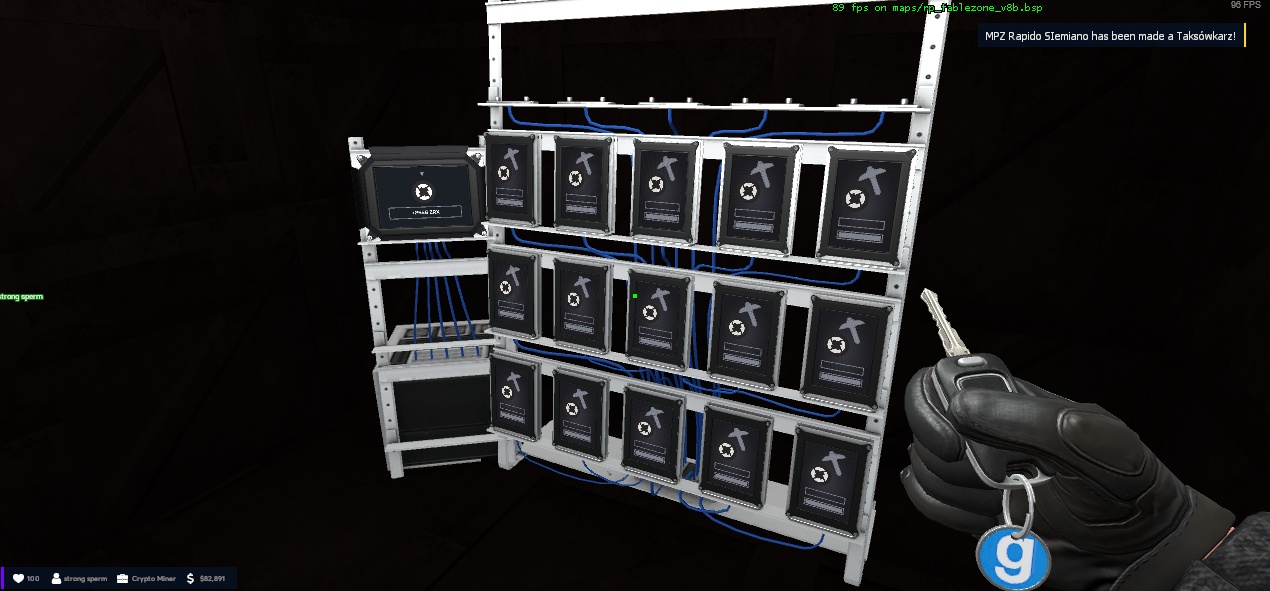 89 fps on maps/rp_fablezone_v8b.bsp
96 FPS
MPZ Rapido SIemiano has been made a Taksówkarz!
strong sperm
g
100
strong sperm
Crypto Miner
$82,891